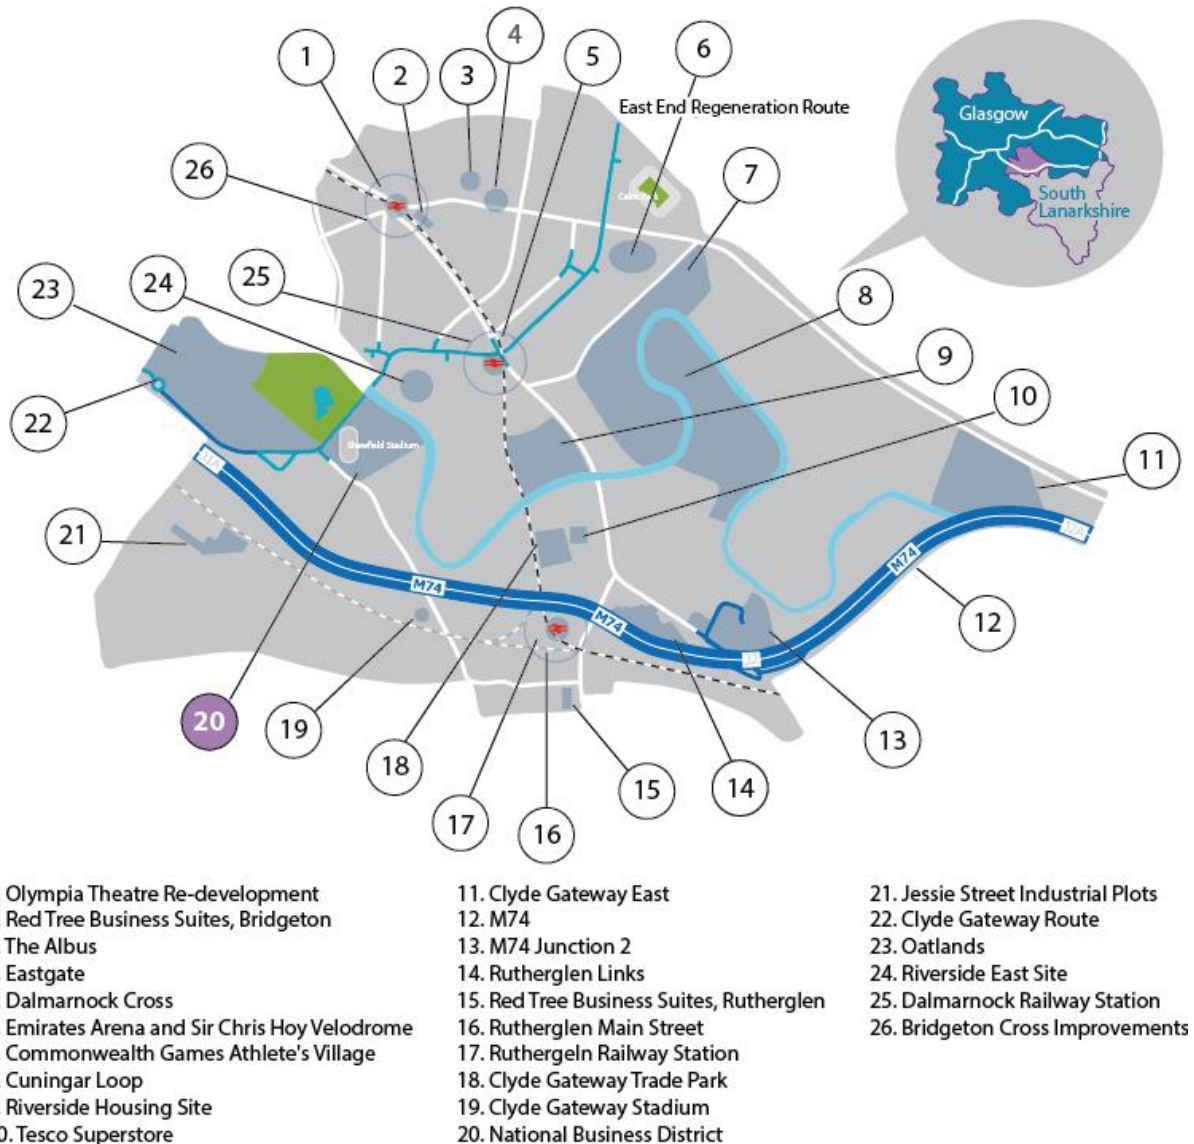 1
2
3
4
5
6
East End Regeneration Route
Glasgow
South
Lanarkshire
26
7
25
24
23
8
9
10
22
Shawfield Stadium
11
11A
12A
21
M74
M74
M74
12
20
19
18
17
16
15
14
13
Olympia Theatre Re-development
Red Tree Business Suites, Bridgeton
The Albus
Eastgate
Dalmarnock Cross
Emirates Arena and Sir Chris Hoy Velodrome
Commonwealth Games Athlete's Village
Cuningar Loop
Riverside Housing Site
0. Tesco Superstore
11. Clyde Gateway East
12. M74
13. M74 Junction 2
14. Rutherglen Links
15. Red Tree Business Suites, Rutherglen
16. Rutherglen Main Street
17. Ruthergeln Railway Station
18. Clyde Gateway Trade Park
19. Clyde Gateway Stadium
20. National Business District
21. Jessie Street Industrial Plots
22. Clyde Gateway Route
23. Oatlands
24. Riverside East Site
25. Dalmarnock Railway Station
26. Bridgeton Cross Improvements